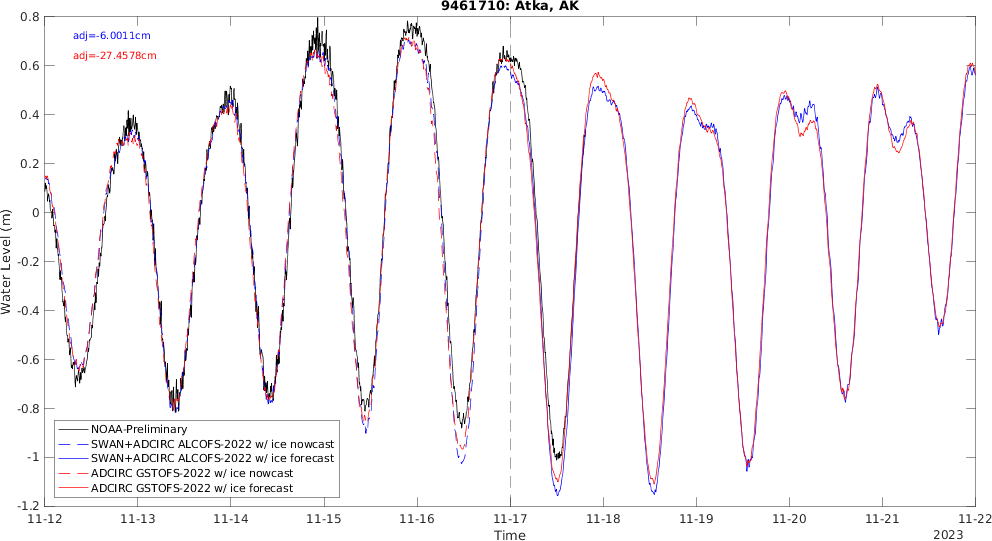 9461710: Atka, AK
adj=-6.0011cm
adj=-27.4578cm
Water Level (m)
0.8
0.6
0.4
0.2
0
-0.2
-0.4
-0.6
-0.8
-1
-1.2
NOAA-Preliminary
SWAN+ADCIRC ALCOFS-2022 w/ ice nowcast
SWAN+ADCIRC ALCOFS-2022 w/ ice forecast
ADCIRC GSTOFS-2022 w/ ice nowcast
ADCIRC GSTOFS-2022 w/ ice forecast
11-12 11-13 11-14 11-15 11-16 11-17 11-18 11-19 11-20 11-21 11-22
Time
2023